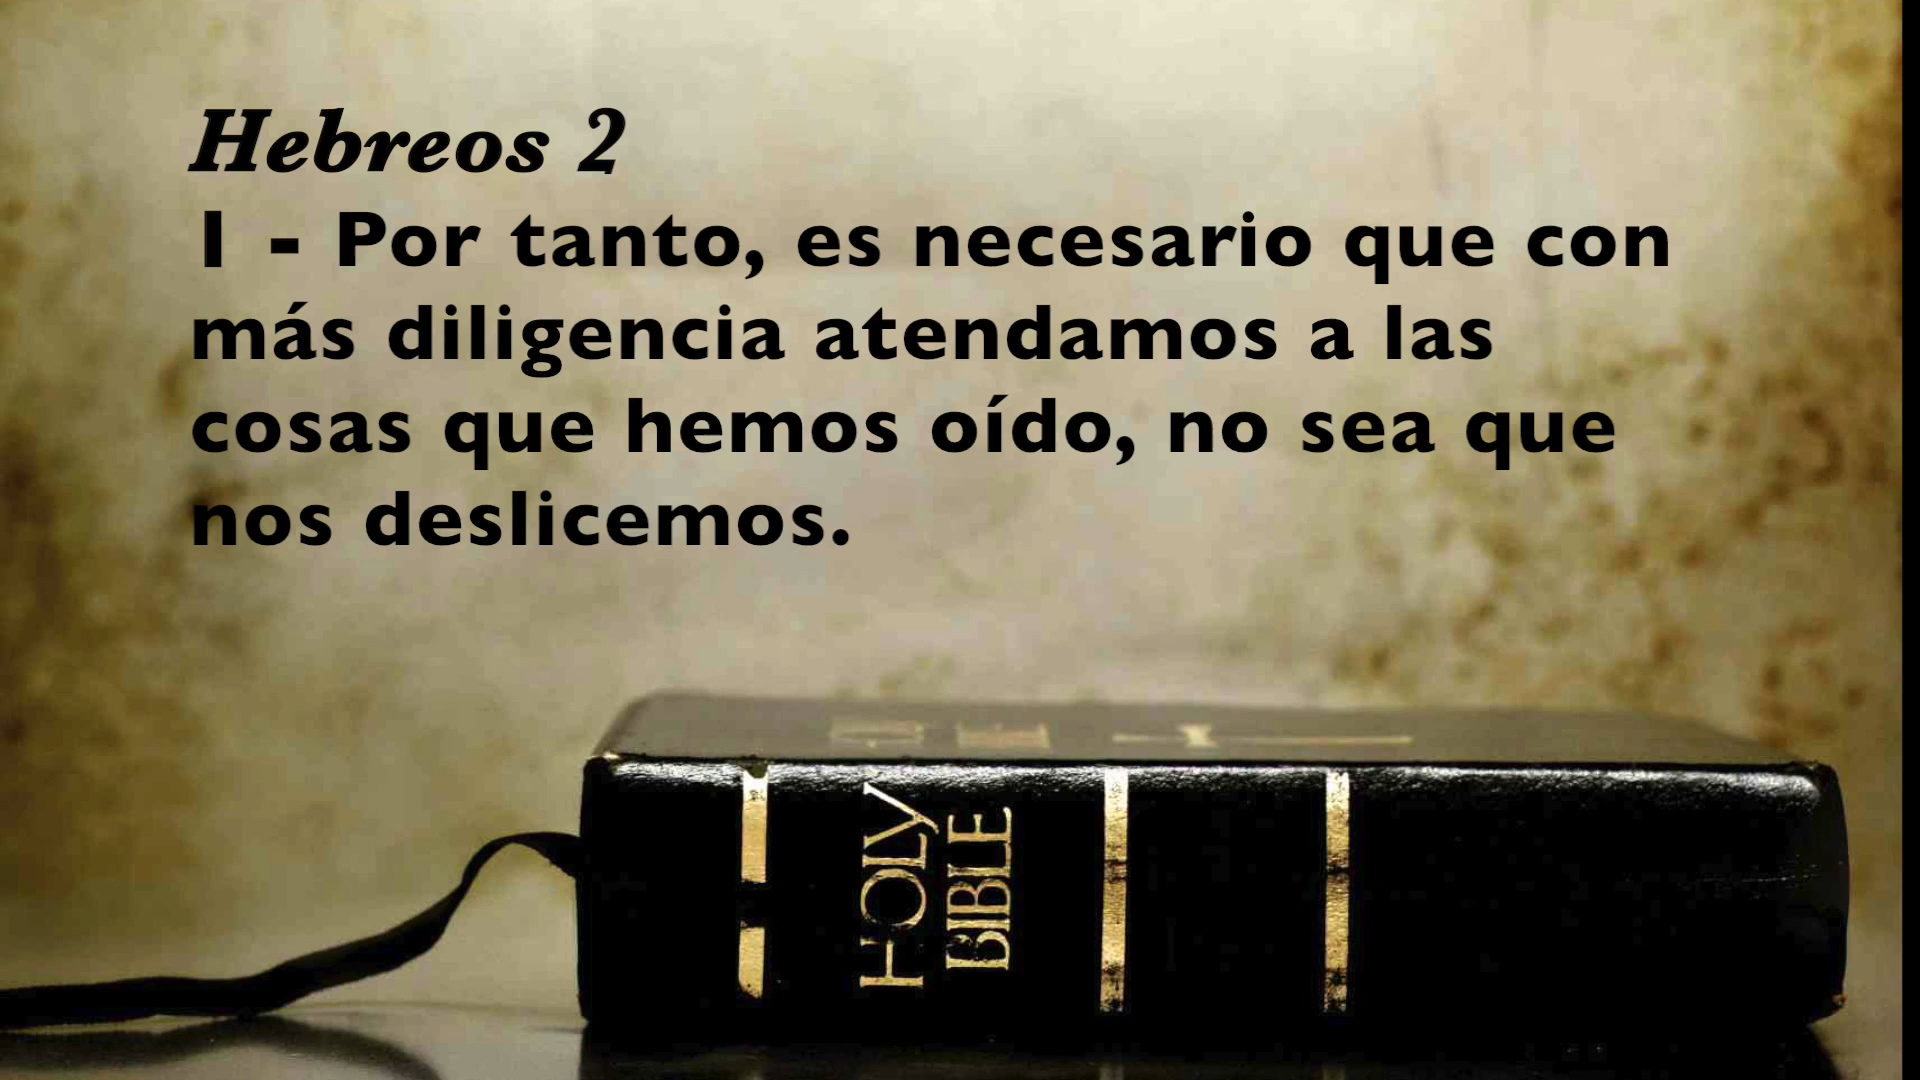 Hebreos 2
1 - Por tanto, es necesario que con
más diligencia atendamos a las
cosas que hemos oído, no sea que
nos deslicemos.
HOLY
BIBLE